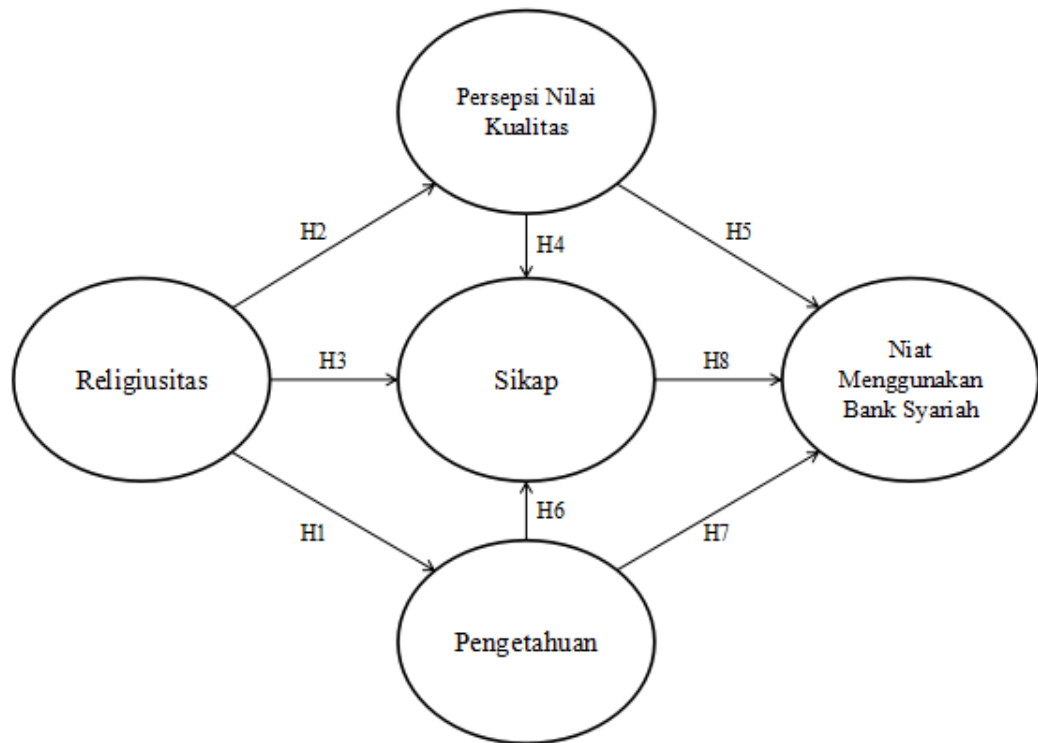 Persepsi Nilai
Kualitas
H2
H4
H5
Religiusitas
H3
Sikap
H8
Niat
Menggunakan
Bank Syariah
H1
H6
H7
Pengetahuan